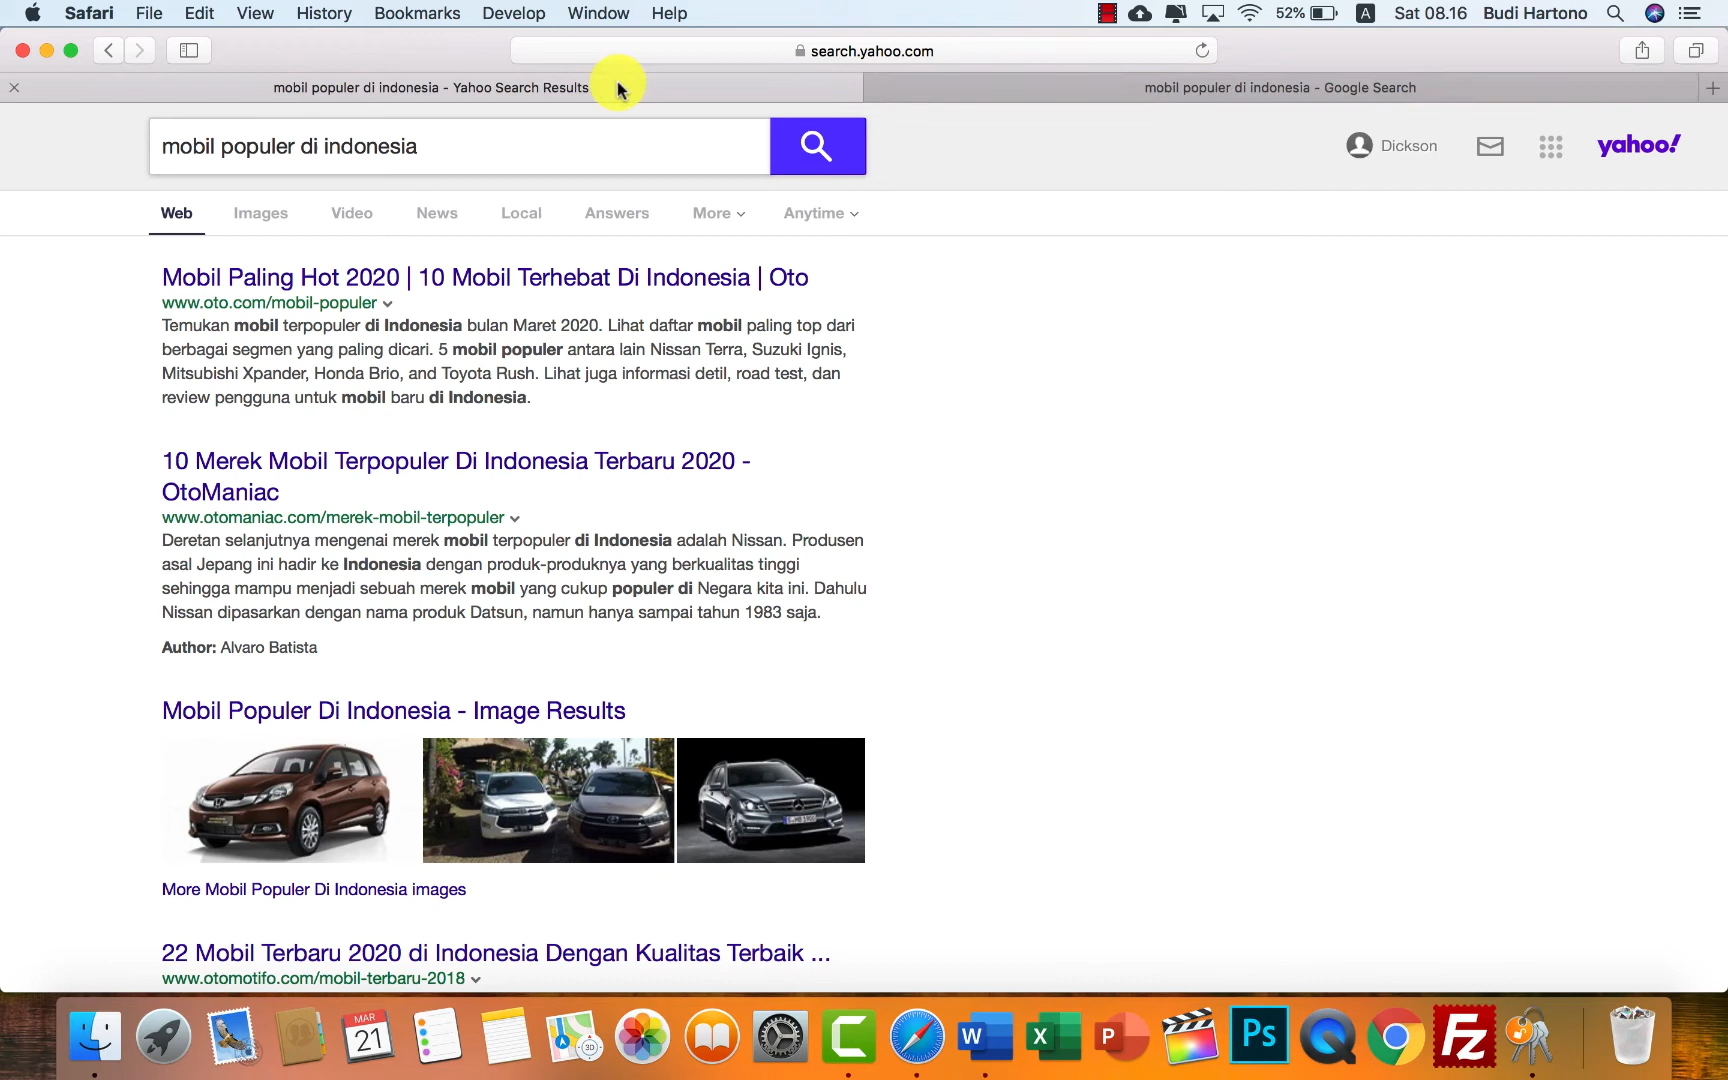 Safari File Edit View History Bookmarks Develop Window Help 52% A Sat 08.16 Budi Hartono
search.yahoo.com
mobil populer di indonesia - Yahoo Search Results mobil populer di indonesia - Google Search
mobil populer di indonesia Dickson yahoo!
Web Images Video News Local Answers More Anytime
Mobil Paling Hot 2020 | 10 Mobil Terhebat Di Indonesia | Oto
www.oto.com/mobil-populer
Temukan mobil terpopuler di Indonesia bulan Maret 2020. Lihat daftar mobil paling top dari
berbagai segmen yang paling dicari. 5 mobil populer antara lain Nissan Terra, Suzuki Ignis,
Mitsubishi Xpander, Honda Brio, and Toyota Rush. Lihat juga informasi detil, road test, dan
review pengguna untuk mobil baru di Indonesia.
10 Merek Mobil Terpopuler Di Indonesia Terbaru 2020 -
OtoManiac
www.otomaniac.com/merek-mobil-terpopuler
Deretan selanjutnya mengenai merek mobil terpopuler di Indonesia adalah Nissan. Produsen
asal Jepang ini hadir ke Indonesia dengan produk-produknya yang berkualitas tinggi
sehingga mampu menjadi sebuah merek mobil yang cukup populer di Negara kita ini. Dahulu
Nissan dipasarkan dengan nama produk Datsun, namun hanya sampai tahun 1983 saja.
Author: Alvaro Batista
Mobil Populer Di Indonesia - Image Results
More Mobil Populer Di Indonesia images
22 Mobil Terbaru 2020 di Indonesia Dengan Kualitas Terbaik ...
www.otomotifo.com/mobil-terbaru-2018
MAR
21
3D
W X P Ps Fz